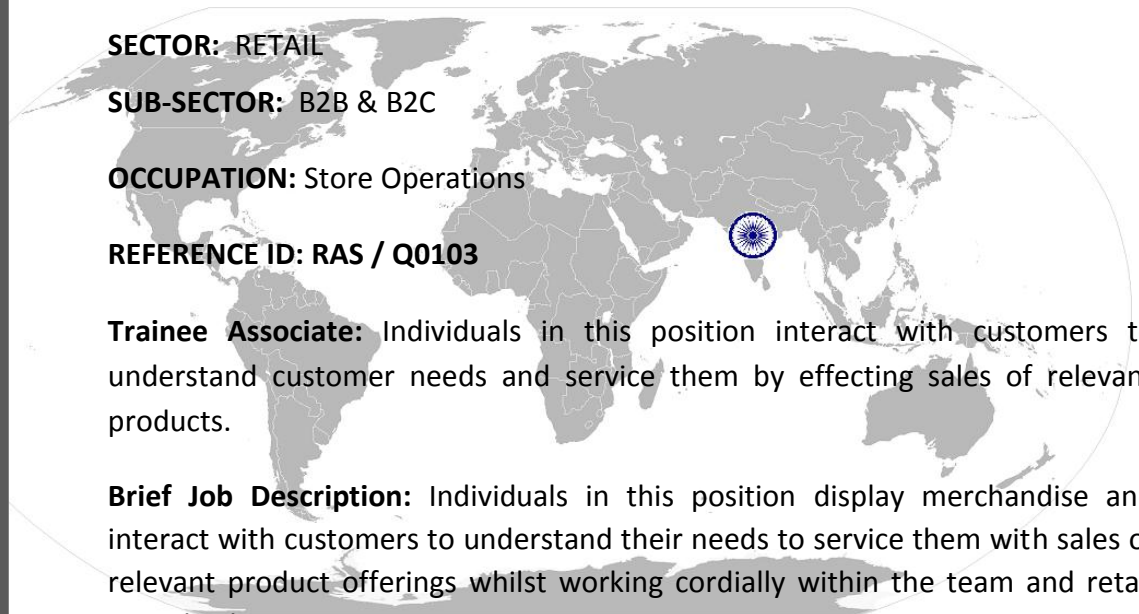 SECTOR: RETAIL
SUB-SECTOR: B2B & B2C
OCCUPATION: Store Operations
REFERENCE ID: RAS / Q0103
Trainee Associate: Individuals in this position interact with customers t
understand customer needs and service them by effecting sales of relevan
products.
Brief Job Description: Individuals in this position display merchandise an
interact with customers to understand their needs to service them with sales o
relevant product offerings whilst working cordially within the team and reta